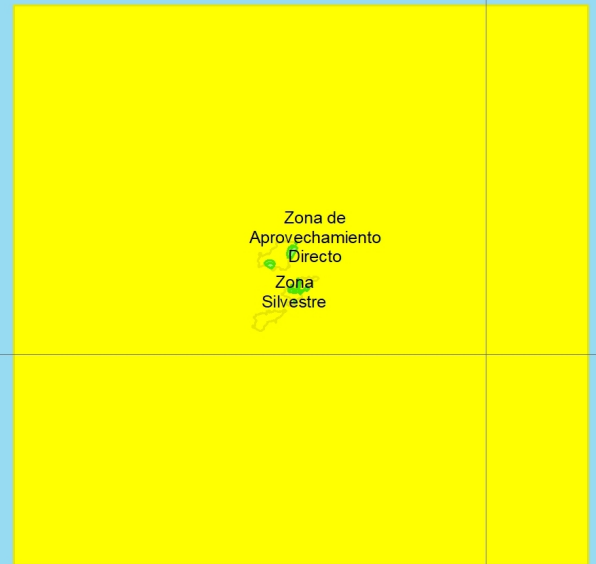 Zona de
Aprovechamiento
Directo
Zona
Silvestre